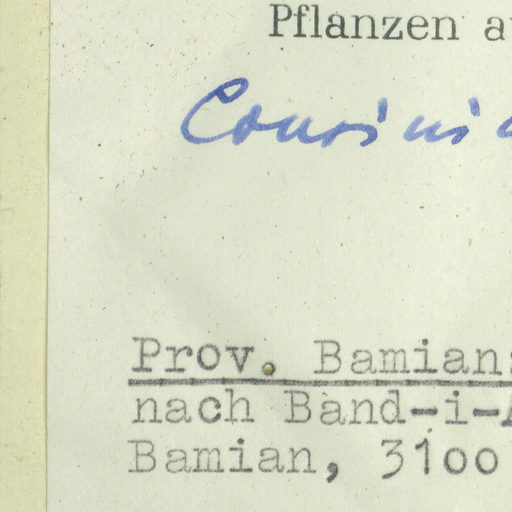 Pflanzen a
Cousinia
Prov. Bamian:
nach Band-i-A
Bamian, 3100